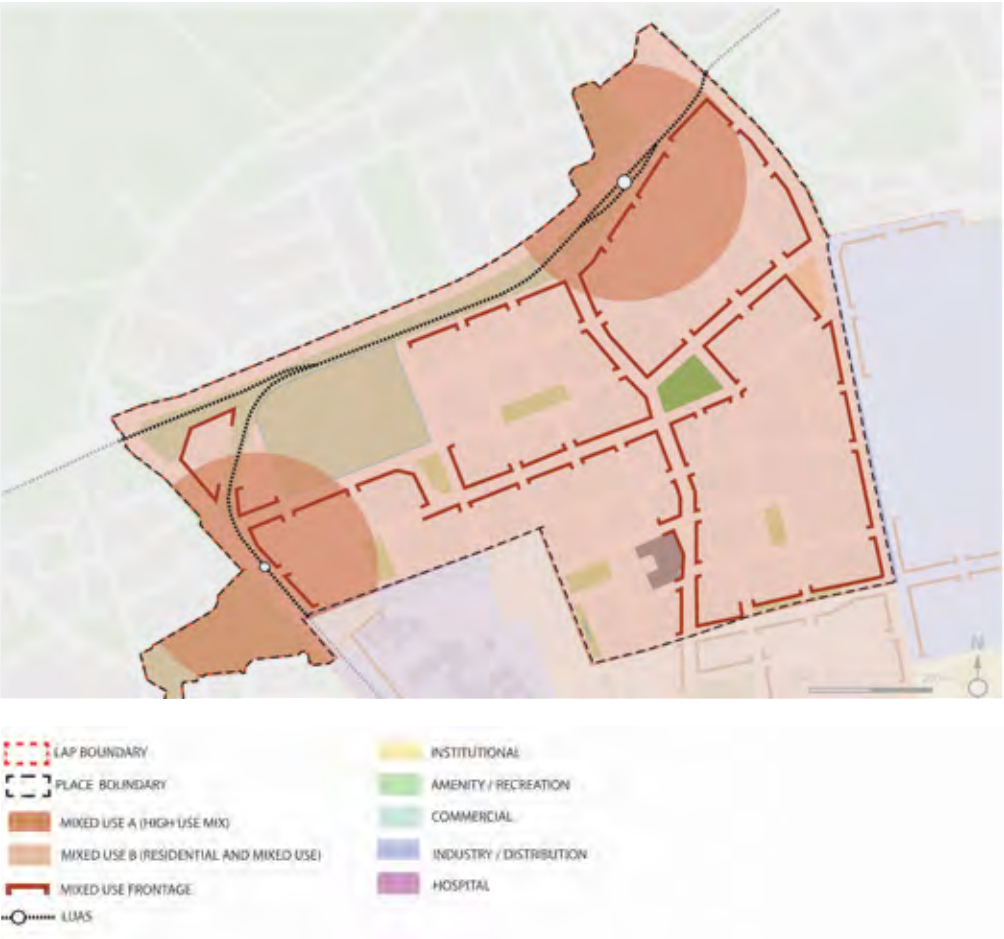 N
LAP BOUNDARY
PLACE BOUNDARY
MIXED USE A (HIGH USE MIX)
MIXED USE B (RESIDENTIAL AND MIXED USE)
MIXED USE FRONTAGE
LUAS
INSTITUTIONAL
AMENITY / RECREATION
COMMERCIAL
INDUSTRY / DISTRIBUTION
HOSPITAL